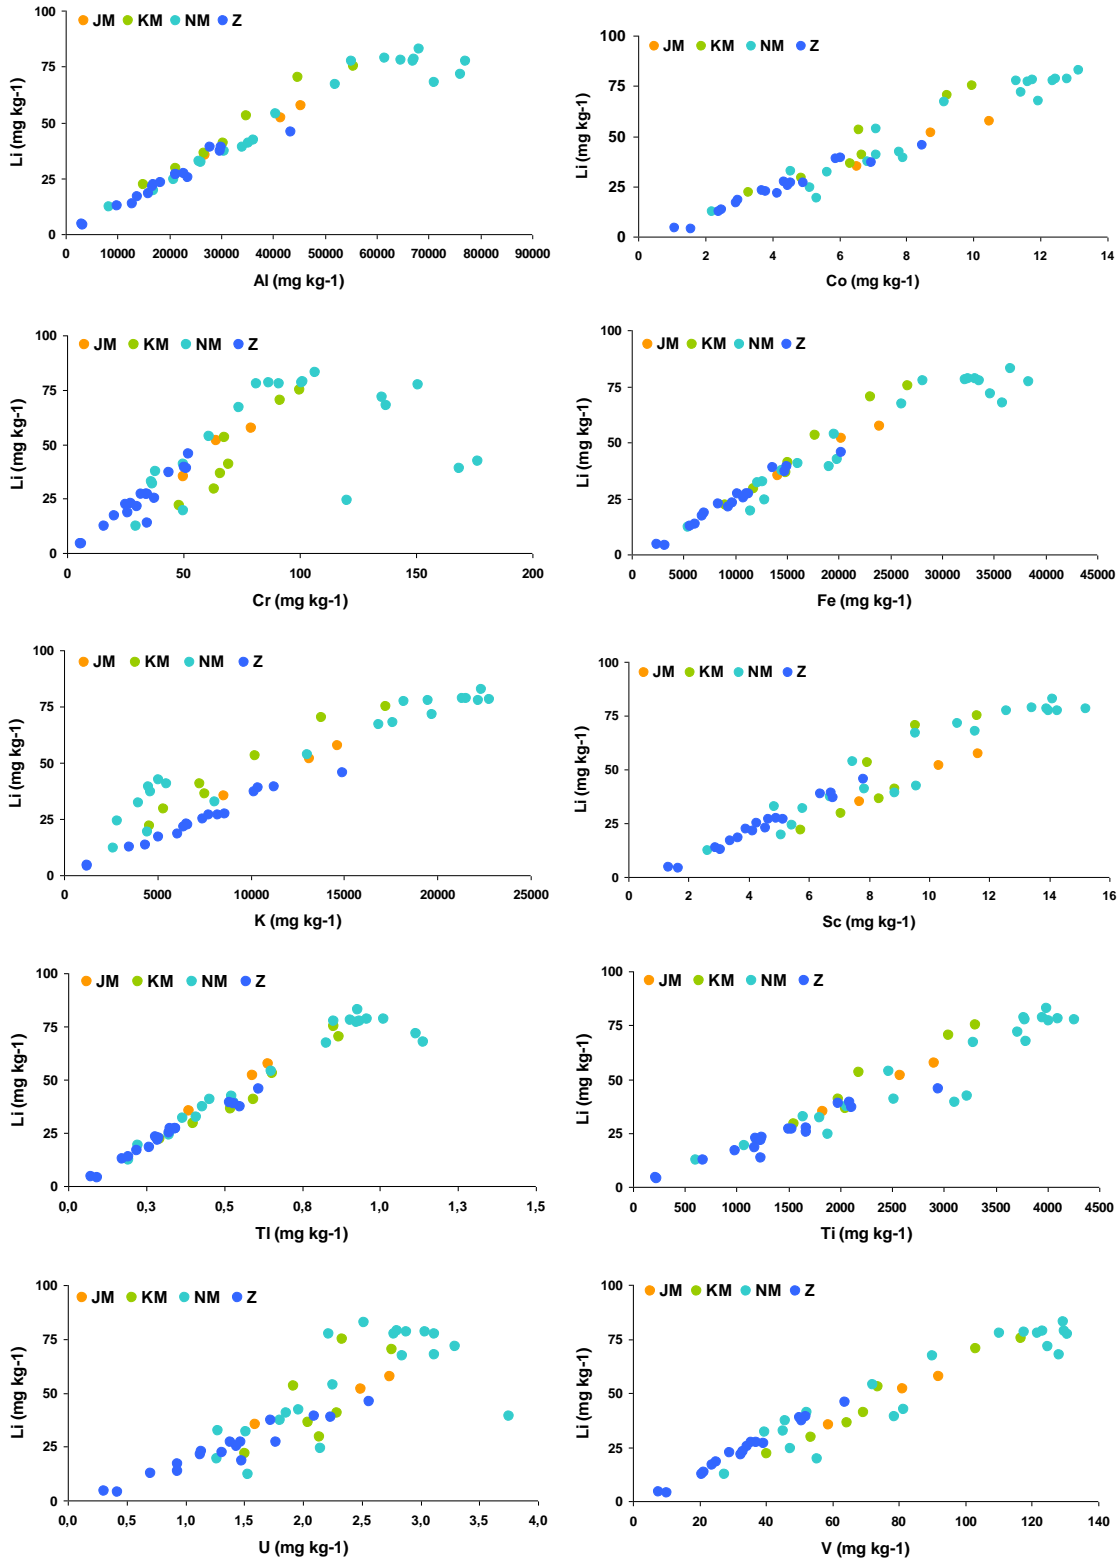 JM KM NM Z
100
75
50
25
0
Li (mg kg-1)
0 10000 20000 30000 40000 50000 60000 70000 80000 90000
Al (mg kg-1)
JM KM NM Z
100
75
50
25
0
Li (mg kg-1)
0 2 4 6 8 10 12 14
Co (mg kg-1)
JM KM NM Z
100
75
50
25
0
Li (mg kg-1)
0 50 100 150 200
Cr (mg kg-1)
JM KM NM Z
100
75
50
25
0
Li (mg kg-1)
0 5000 10000 15000 20000 25000 30000 35000 40000 45000
Fe (mg kg-1)
JM KM NM Z
100
75
50
25
0
Li (mg kg-1)
0 5000 10000 15000 20000 25000
K (mg kg-1)
JM KM NM Z
100
75
50
25
0
Li (mg kg-1)
0 2 4 6 8 10 12 14 16
Sc (mg kg-1)
JM KM NM Z
100
75
50
25
0
Li (mg kg-1)
0,0 0,3 0,5 0,8 1,0 1,3 1,5
Tl (mg kg-1)
JM KM NM Z
100
75
50
25
0
Li (mg kg-1)
0 500 1000 1500 2000 2500 3000 3500 4000 4500
Ti (mg kg-1)
JM KM NM Z
100
75
50
25
0
Li (mg kg-1)
0,0 0,5 1,0 1,5 2,0 2,5 3,0 3,5 4,0
U (mg kg-1)
JM KM NM Z
100
75
50
25
0
Li (mg kg-1)
0 20 40 60 80 100 120 140
V (mg kg-1)